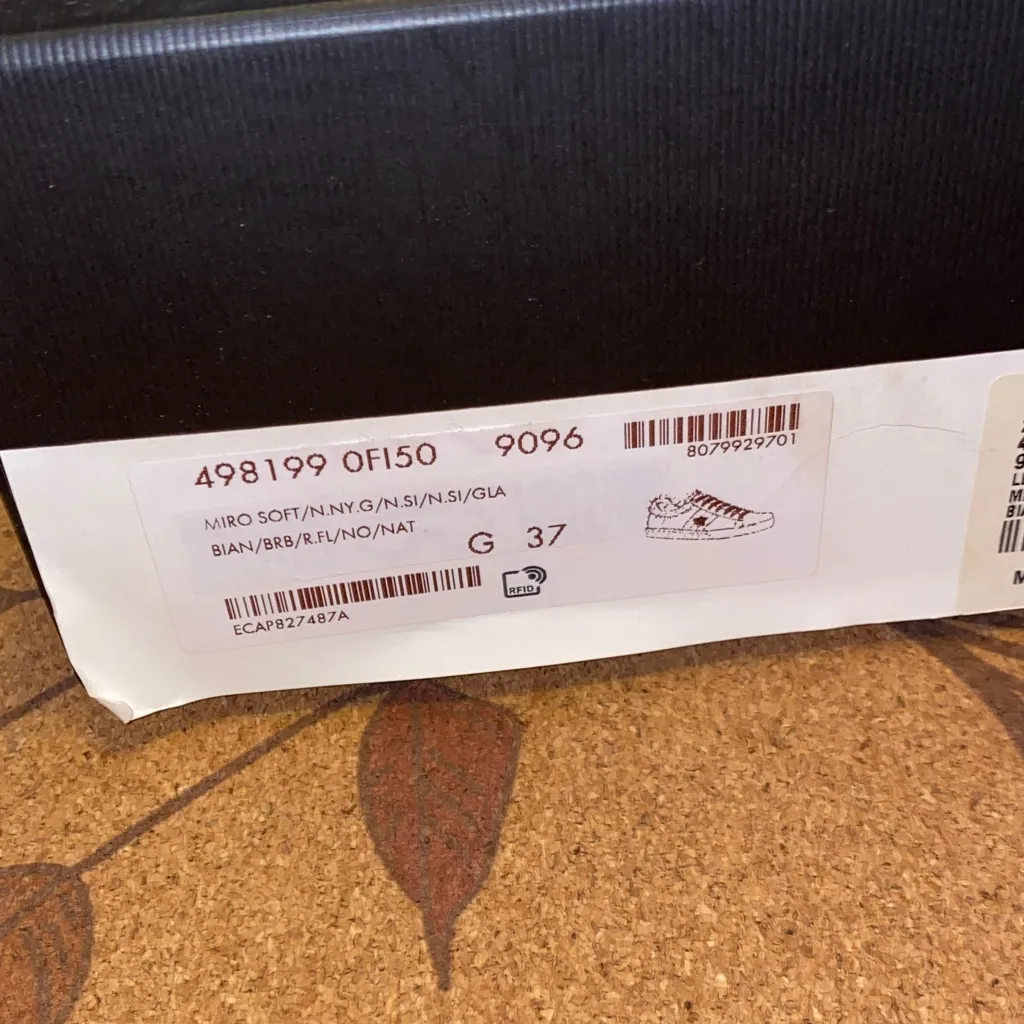 498199 0FI50 9096
8079929701
MIRO SOFT/N.NY.G/N.SI/N.SI/GLA
BIAN/BRB/R.FL/NO/NAT
G 37
ECAP827487A
RFID